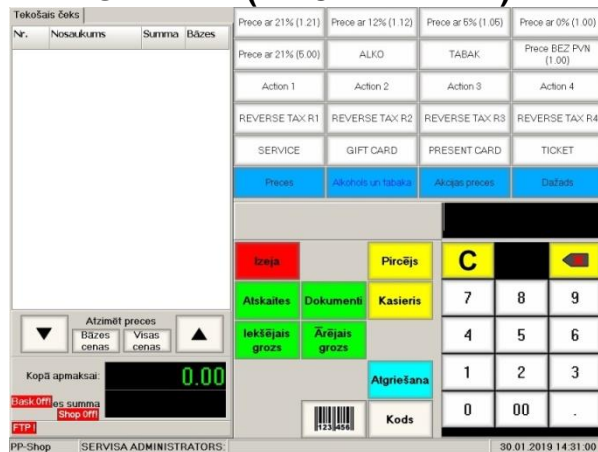 Tekošais čeks
Nr. Nosaukums Summa Bāzes
Prece ar 21% (1.21) Prece ar 12% (1.12) Prece ar 5% (1.05) Prece ar 0% (1.00)
Prece ar 21% (5.00) ALKO TABAK Prece BEZ PVN (1.00)
Action 1 Action 2 Action 3 Action 4
REVERSE TAX R1 REVERSE TAX R2 REVERSE TAX R3 REVERSE TAX R4
SERVICE GIFT CARD PRESENT CARD TICKET
Preces Alkohols un tabaka Akcijas preces Dažads
Izeja Pircējs C
Atskaites Dokumenti Kasieris 7 8 9
Iekšējais grozs Ārējais grozs 4 5 6
Atgriešana 1 2 3
123 456 Kods 0 00 .
Atzimēt preces
Bāzes cenas Visas cenas
Kopā apmaksai: 0.00
Bask.Off! es summa
Shop Off!
FTP!
PP-Shop SERVISA ADMINISTRATORS: 30.01.2019 14:31:00